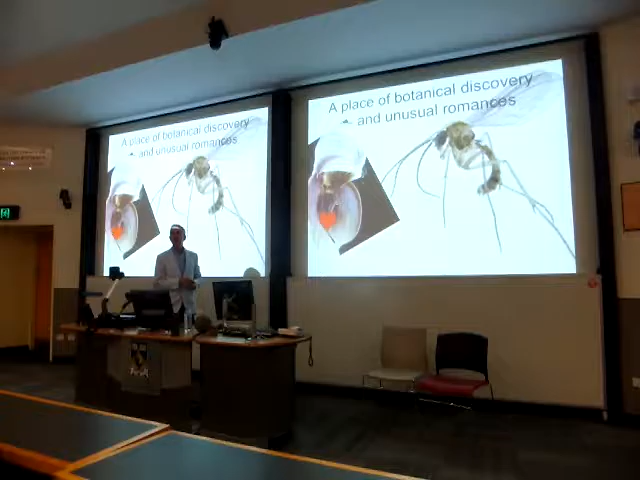 A place of botanical discovery
and unusual romances
A place of botanical discovery
and unusual romances